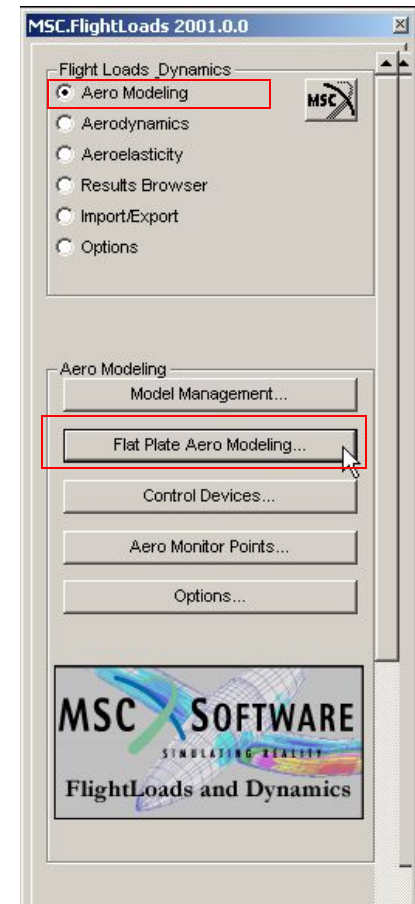 MSC.FlightLoads 2001.0.0
Flight Loads _Dynamics
Aero Modeling
MSC
Aerodynamics
Aeroelasticity
Results Browser
Import/Export
Options
Aero Modeling
Model Management...
Flat Plate Aero Modeling...
Control Devices...
Aero Monitor Points...
Options...
MSC SOFTWARE
SIMULATING REALITY
FlightLoads and Dynamics